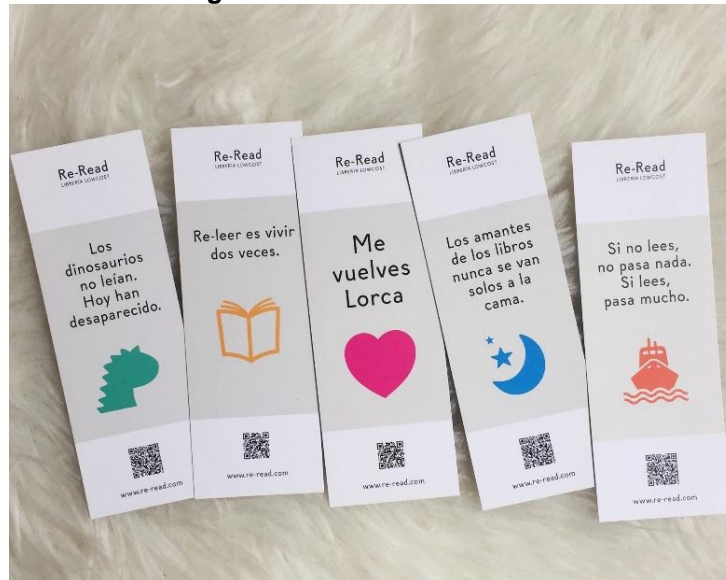 Re-Read
LIBRERÍA LOWCOST
Los
dinosaurios
no leían.
Hoy han
desaparecido.
www.re-read.com
Re-Read
LIBRERÍA LOWCOST
Re-leer es vivir
dos veces.
www.re-read.com
Re-Read
LIBRERÍA LOWCOST
Me
vuelves
Lorca
www.re-read.com
Re-Read
LIBRERÍA LOWCOST
Los amantes
de los libros
nunca se van
solos a la
cama.
www.re-read.com
Re-Read
LIBRERÍA LOWCOST
Si no lees,
no pasa nada.
Si lees,
pasa mucho.
www.re-read.com